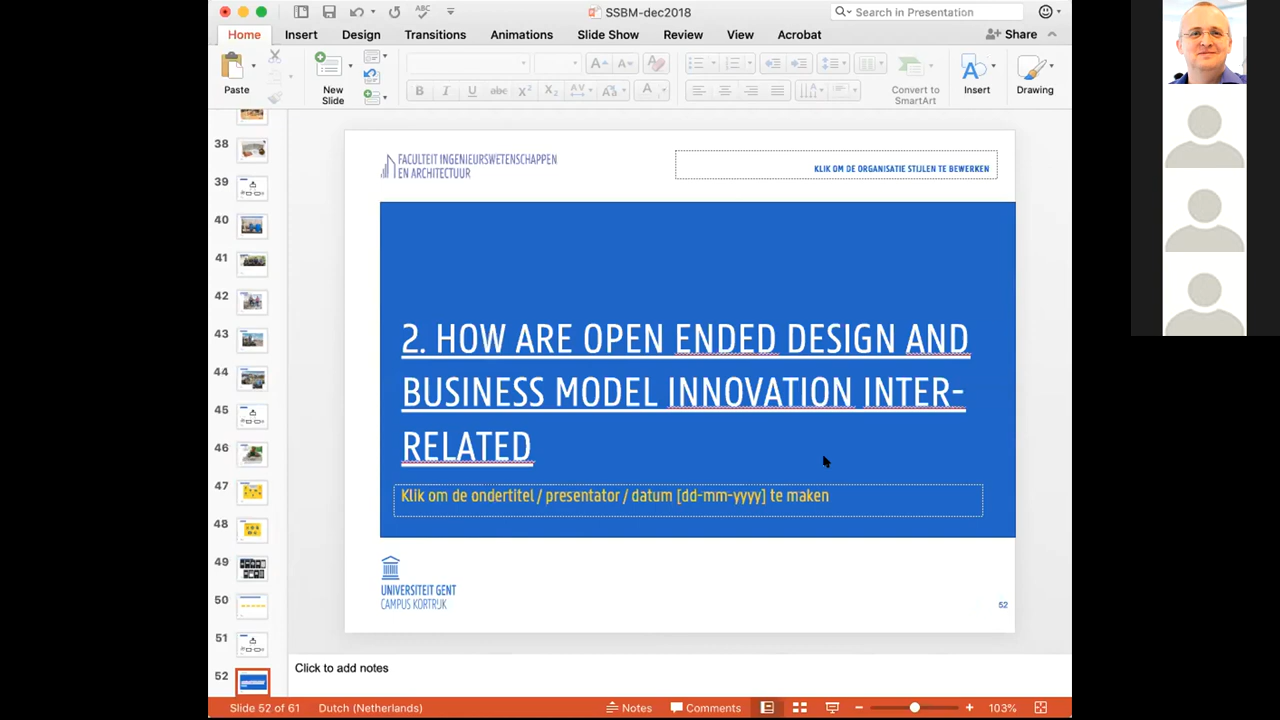 SSBM-dec2018
Search in Presentation
Home Insert Design Transitions Animations Slide Show Review View Acrobat Share
Paste
New
Slide
Convert to
SmartArt
Insert
Drawing
38
39
40
41
42
43
44
45
46
47
48
49
50
51
52
FACULTEIT INGENIEURSWETENSCHAPPEN
EN ARCHITECTUUR
KLIK OM DE ORGANISATIE STIJLEN TE BEWERKEN
2. HOW ARE OPEN ENDED DESIGN AND
BUSINESS MODEL INNOVATION INTER-
RELATED
Klik om de ondertitel / presentator / datum [dd-mm-yyyy] te maken
UNIVERSITEIT GENT
CAMPUS KORTRIJK
52
Click to add notes
Slide 52 of 61 Dutch (Netherlands) Notes Comments 103%